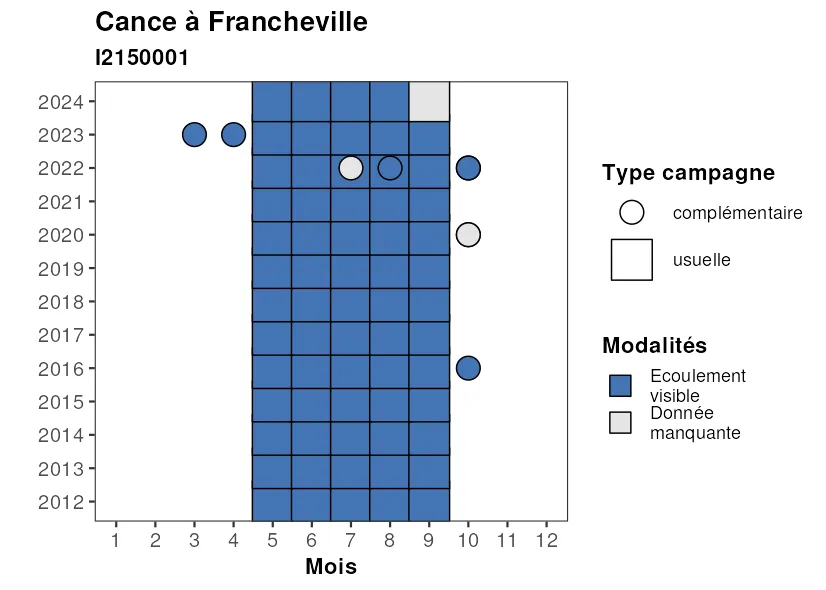 Cance à Francheville
I2150001
2024
2023
2022
2021
2020
2019
2018
2017
2016
2015
2014
2013
2012
1 2 3 4 5 6 7 8 9 10 11 12
Mois
Type campagne
complémentaire
usuelle
Modalités
Ecoulement
visible
Donnée
manquante